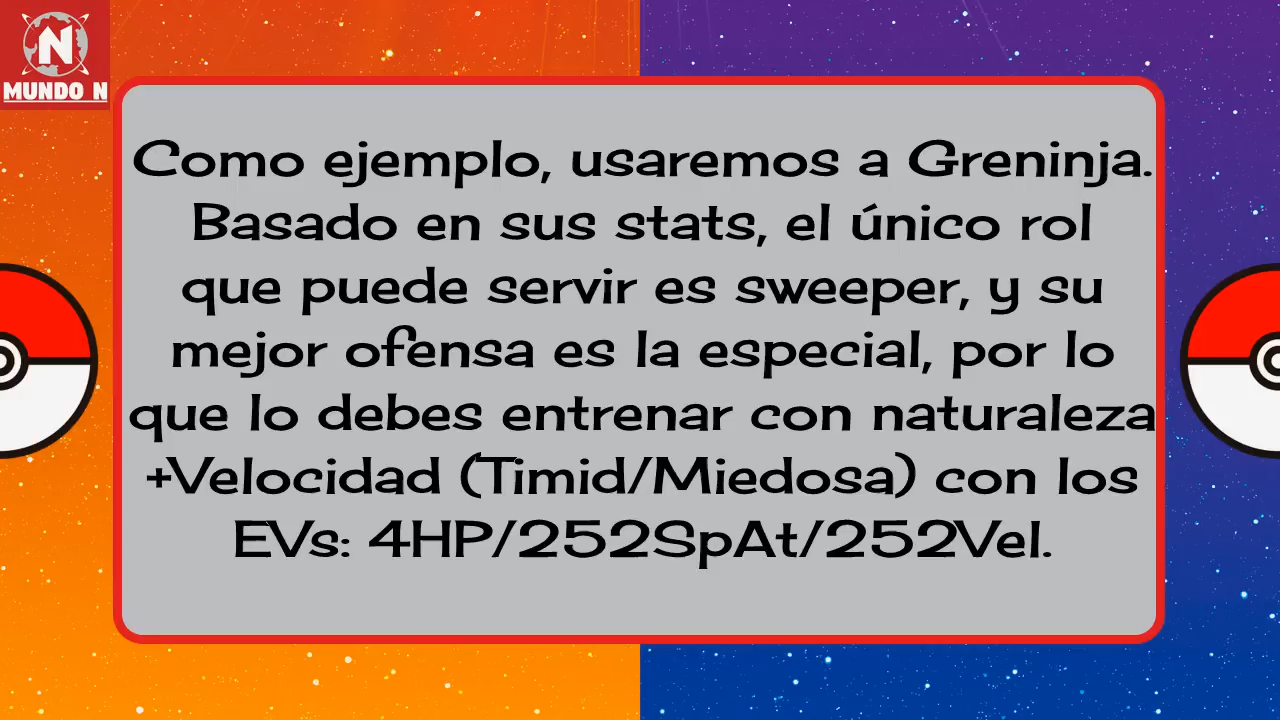 N
MUNDO N
Como ejemplo, usaremos a Greninja.
Basado en sus stats, el único rol
que puede servir es sweeper, y su
mejor ofensa es la especial, por lo
que lo debes entrenar con naturaleza
+Velocidad (Timid/Miedosa) con los
EVs: 4HP/252SpAt/252Vel.